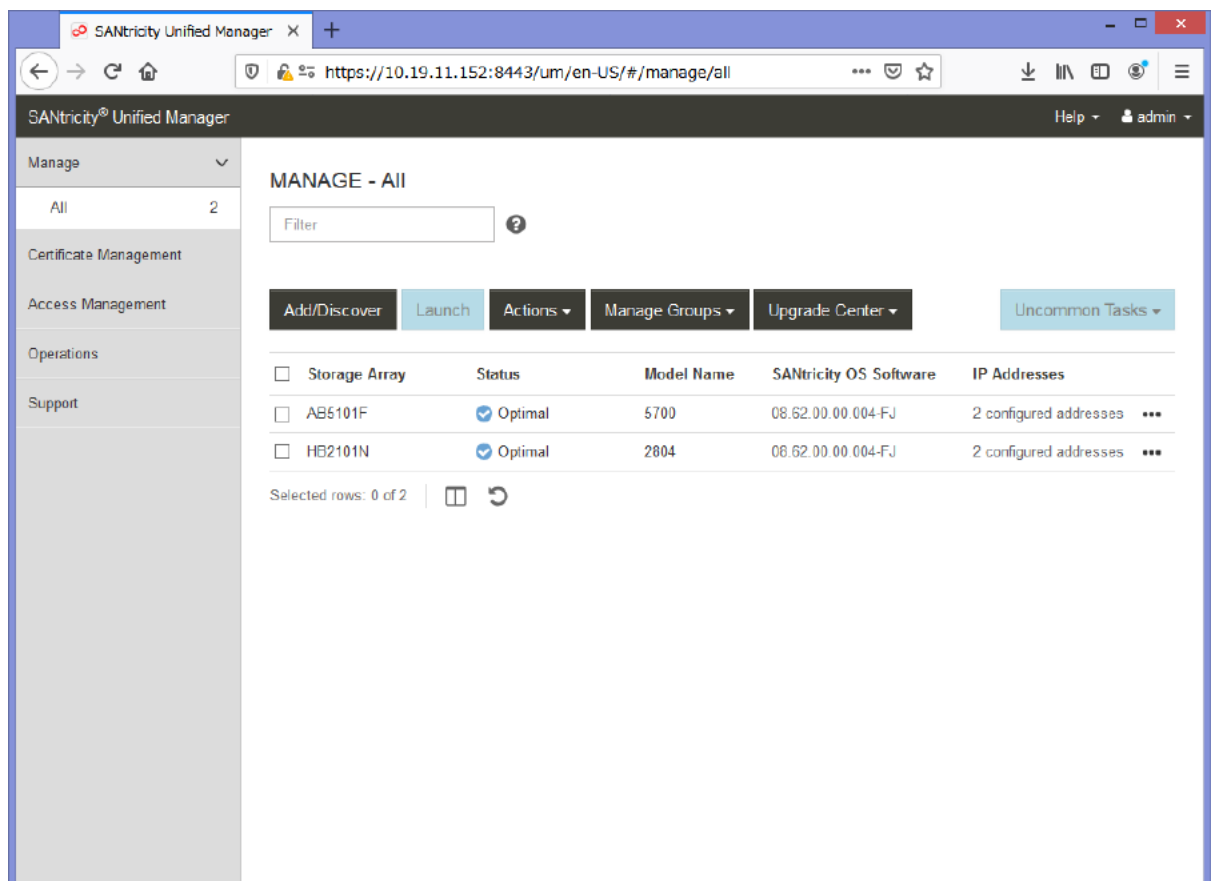 SANtricity Unified Manager
https://10.19.11.152:8443/um/en-US/#/manage/all
SANtricity® Unified Manager
Help
admin
Manage
All 2
Certificate Management
Access Management
Operations
Support
MANAGE - All
Filter
Add/Discover Launch Actions Manage Groups Upgrade Center Uncommon Tasks
Storage Array Status Model Name SANtricity OS Software IP Addresses
AB5101F Optimal 5700 08.62.00.00.004-FJ 2 configured addresses
HB2101N Optimal 2804 08.62.00.00.004-FJ 2 configured addresses
Selected rows: 0 of 2